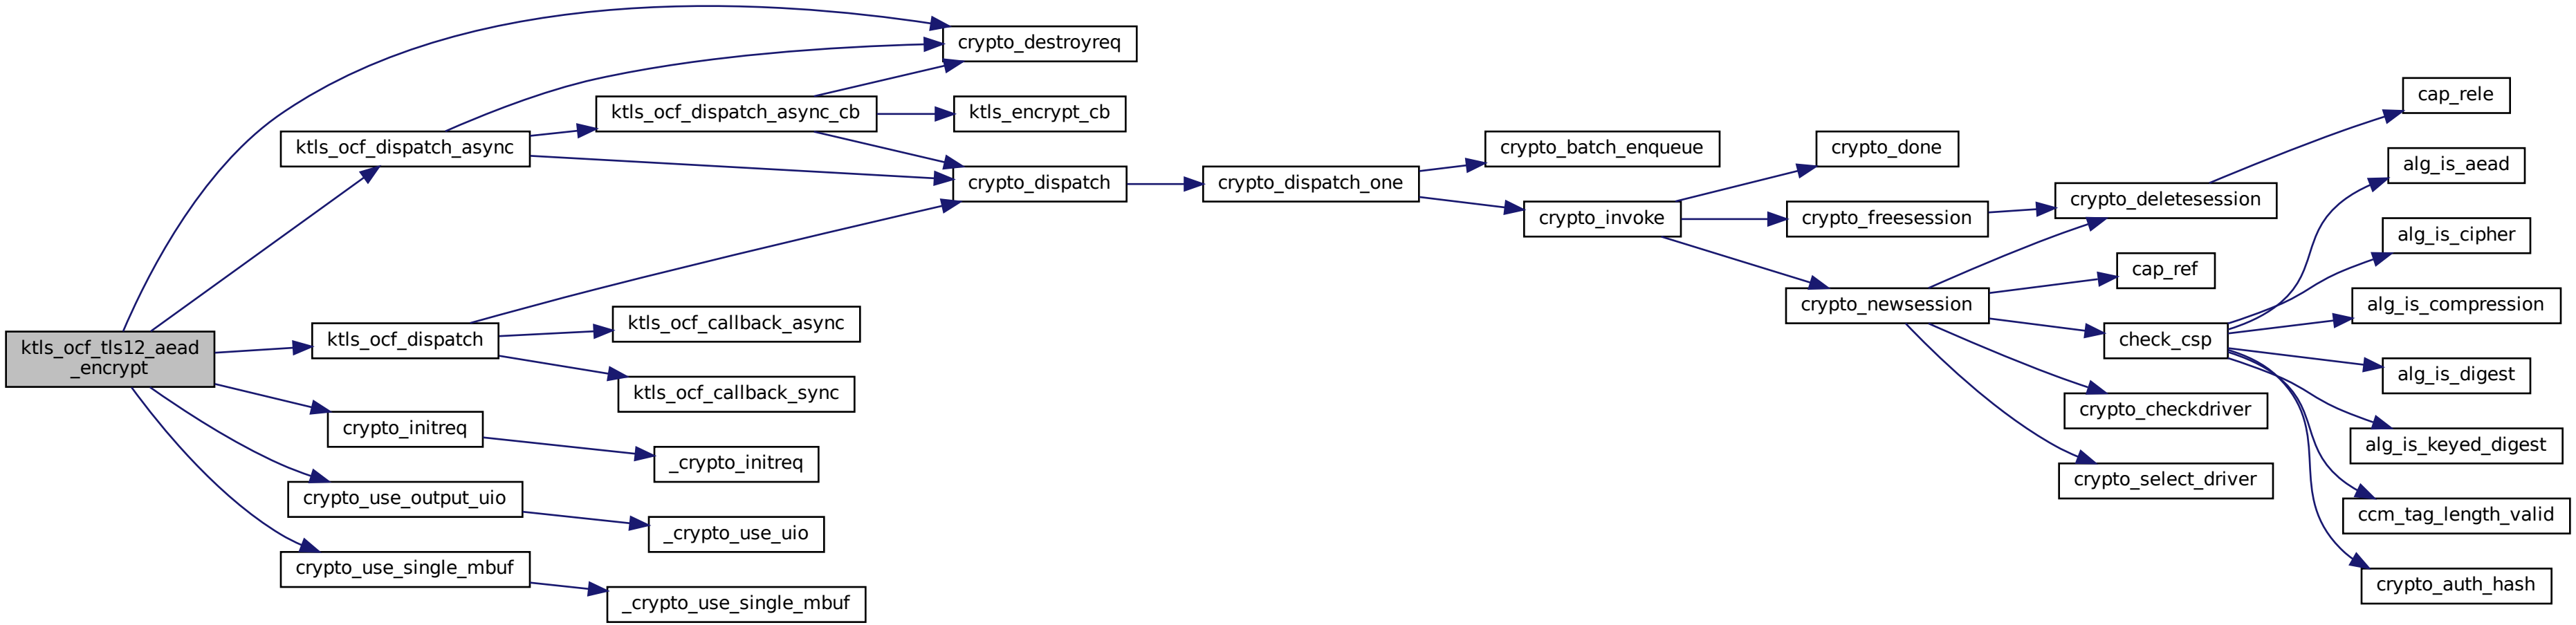 ktls_ocf_tls12_aead
_encrypt
crypto_destroyreq
ktls_ocf_dispatch_async
ktls_ocf_dispatch_async_cb
ktls_encrypt_cb
crypto_dispatch
crypto_dispatch_one
crypto_batch_enqueue
crypto_invoke
crypto_done
crypto_freesession
crypto_deletesession
cap_rele
crypto_newsession
cap_ref
check_csp
alg_is_aead
alg_is_cipher
alg_is_compression
alg_is_digest
alg_is_keyed_digest
ccm_tag_length_valid
crypto_auth_hash
crypto_checkdriver
crypto_select_driver
ktls_ocf_dispatch
ktls_ocf_callback_async
ktls_ocf_callback_sync
crypto_initreq
_crypto_initreq
crypto_use_output_uio
_crypto_use_uio
crypto_use_single_mbuf
_crypto_use_single_mbuf